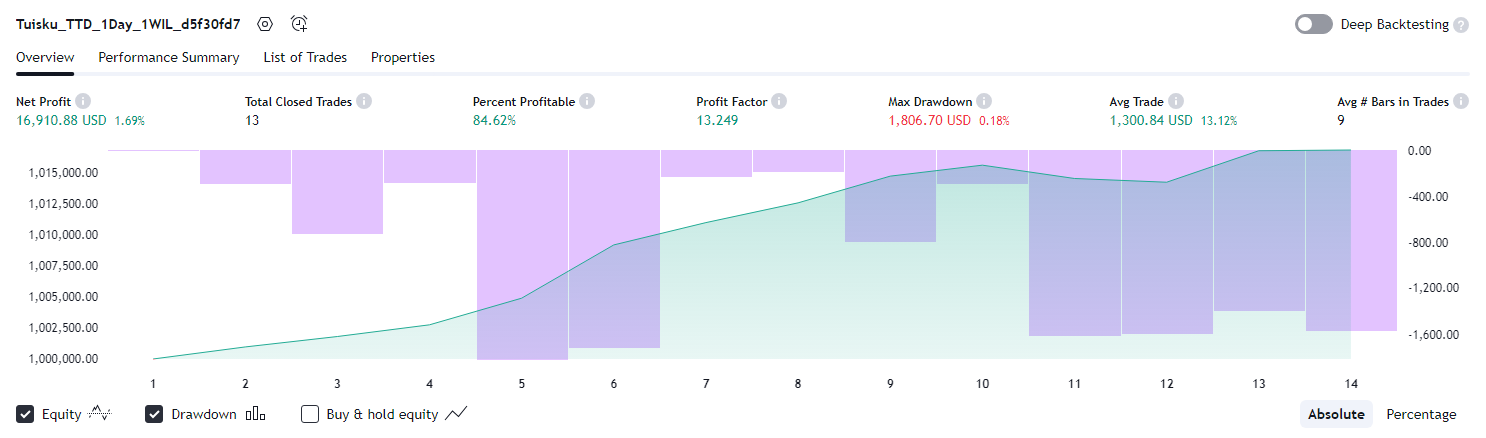 Tuisku_TTD_1Day_1WIL_d5f30fd7
Deep Backtesting ?
Overview Performance Summary List of Trades Properties
Net Profit Total Closed Trades Percent Profitable Profit Factor Max Drawdown Avg Trade Avg # Bars in Trades
16,910.88 USD 1.69% 13 84.62% 13.249 1,806.70 USD 0.18% 1,300.84 USD 13.12% 9
1,015,000.00
1,012,500.00
1,010,000.00
1,007,500.00
1,005,000.00
1,002,500.00
1,000,000.00
0.00
-400.00
-800.00
-1,200.00
-1,600.00
1 2 3 4 5 6 7 8 9 10 11 12 13 14
Equity Drawdown Buy & hold equity Absolute Percentage